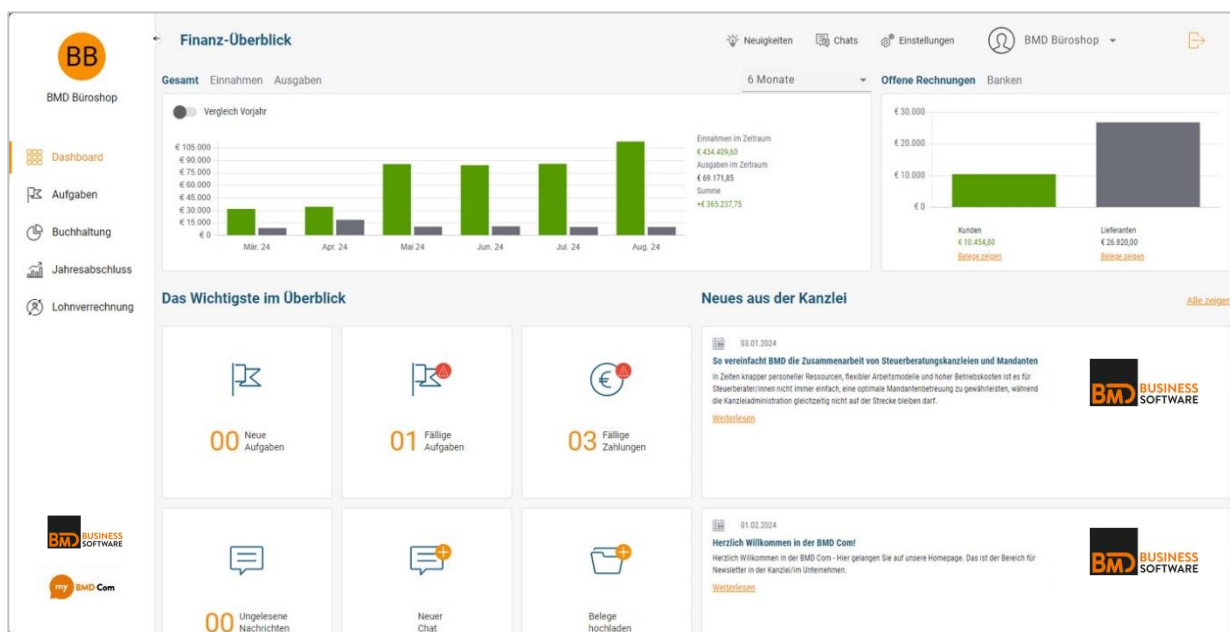 BB
BMD Büroshop
Dashboard
Aufgaben
Buchhaltung
Jahresabschluss
Lohnverrechnung
BMD BUSINESS
SOFTWARE
my BMD Com
Finanz-Überblick
Neuigkeiten
Chats
Einstellungen
BMD Büroshop
Gesamt Einnahmen Ausgaben
6 Monate
Vergleich Vorjahr
€ 105.000
€ 90.000
€ 75.000
€ 60.000
€ 45.000
€ 30.000
€ 15.000
€ 0
Mär. 24 Apr. 24 Mai 24 Jun. 24 Jul. 24 Aug. 24
Einnahmen im Zeitraum
€ 434.409,60
Ausgaben im Zeitraum
€ 69.171,85
Summe
+€ 365.237,75
Offene Rechnungen Banken
€ 30.000
€ 20.000
€ 10.000
€ 0
Kunden
€ 10.454,80
Belege zeigen
Lieferanten
€ 26.820,00
Belege zeigen
Das Wichtigste im Überblick
00 Neue
Aufgaben
01 Fällige
Aufgaben
03 Fällige
Zahlungen
00 Ungelesene
Nachrichten
Neuer
Chat
Belege
hochladen
Neues aus der Kanzlei
Alle zeigen
03.01.2024
So vereinfacht BMD die Zusammenarbeit von Steuerberatungskanzleien und Mandanten
In Zeiten knapper personeller Ressourcen, flexibler Arbeitsmodelle und hoher Betriebskosten ist es für
Steuerberater/innen nicht immer einfach, eine optimale Mandantenbetreuung zu gewährleisten, während
die Kanzleiadministration gleichzeitig nicht auf der Strecke bleiben darf.
Weiterlesen
BMD BUSINESS
SOFTWARE
01.02.2024
Herzlich Willkommen in der BMD Com!
Herzlich Willkommen in der BMD Com - Hier gelangen Sie auf unsere Homepage. Das ist der Bereich für
Newsletter in der Kanzlei/im Unternehmen.
Weiterlesen
BMD BUSINESS
SOFTWARE